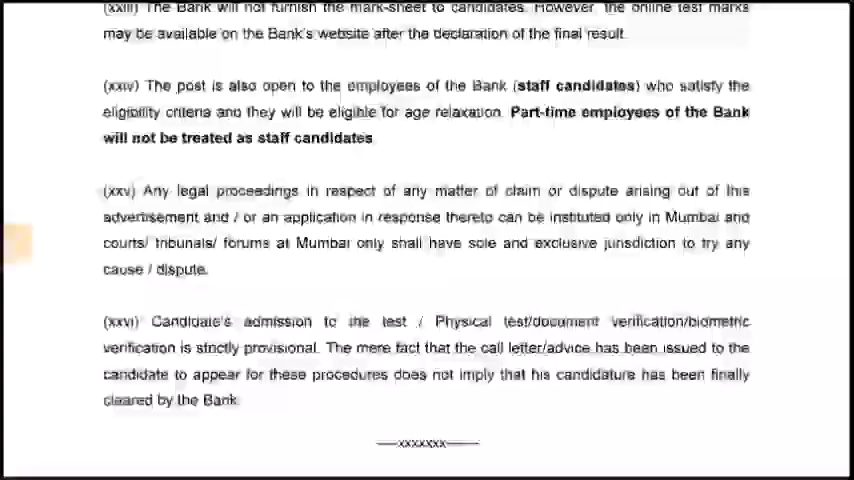 (xxiii) The Bank will not furnish the mark-sheet to candidates. However, the online test marks
may be available on the Bank's website after the declaration of the final result.
(xxiv) The post is also open to the employees of the Bank (staff candidates) who satisfy the
eligibility criteria and they will be eligible for age relaxation. Part-time employees of the Bank
will not be treated as staff candidates
(xxv) Any legal proceedings in respect of any matter of claim or dispute arising out of this
advertisement and / or an application in response thereto can be instituted only in Mumbai and
courts/ tribunals/ forums at Mumbai only shall have sole and exclusive jurisdiction to try any
cause / dispute.
(xxvi) Candidate's admission to the test / Physical test/document verification/biometric
verification is strictly provisional. The mere fact that the call letter/advice has been issued to the
candidate to appear for these procedures does not imply that his candidature has been finally
cleared by the Bank.
——xxxxxxx——